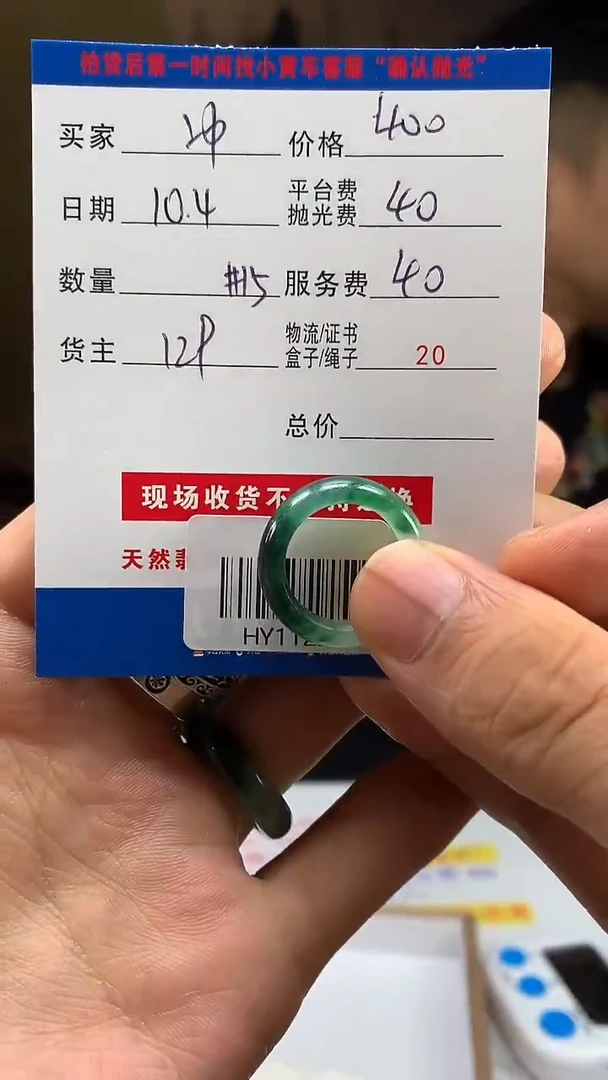 拍货后第一时间找小黄车客服“确认抛光”
买家 冲 价格 400
日期 10.4 平台费 抛光费 40
数量 #15 服务费 40
货主 12P 物流/证书 盒子/绳子 20
总价
现场收货不
天然翡
HY112